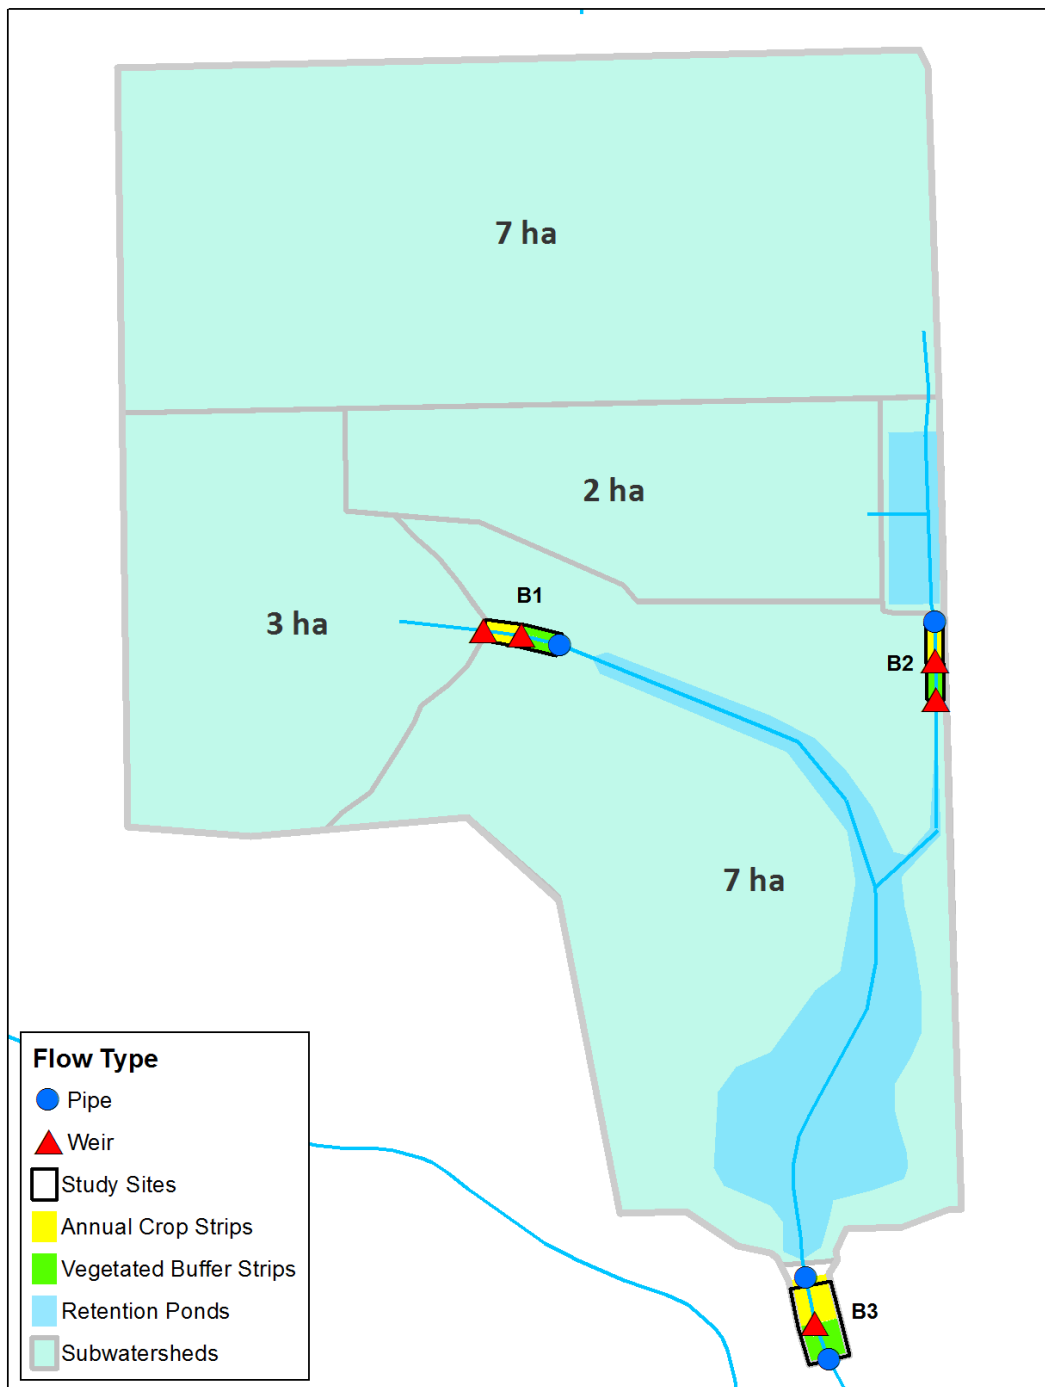 7 ha
2 ha
B1
3 ha
B2
7 ha
Flow Type
Pipe
Weir
Study Sites
Annual Crop Strips
Vegetated Buffer Strips
Retention Ponds
Subwatersheds
B3